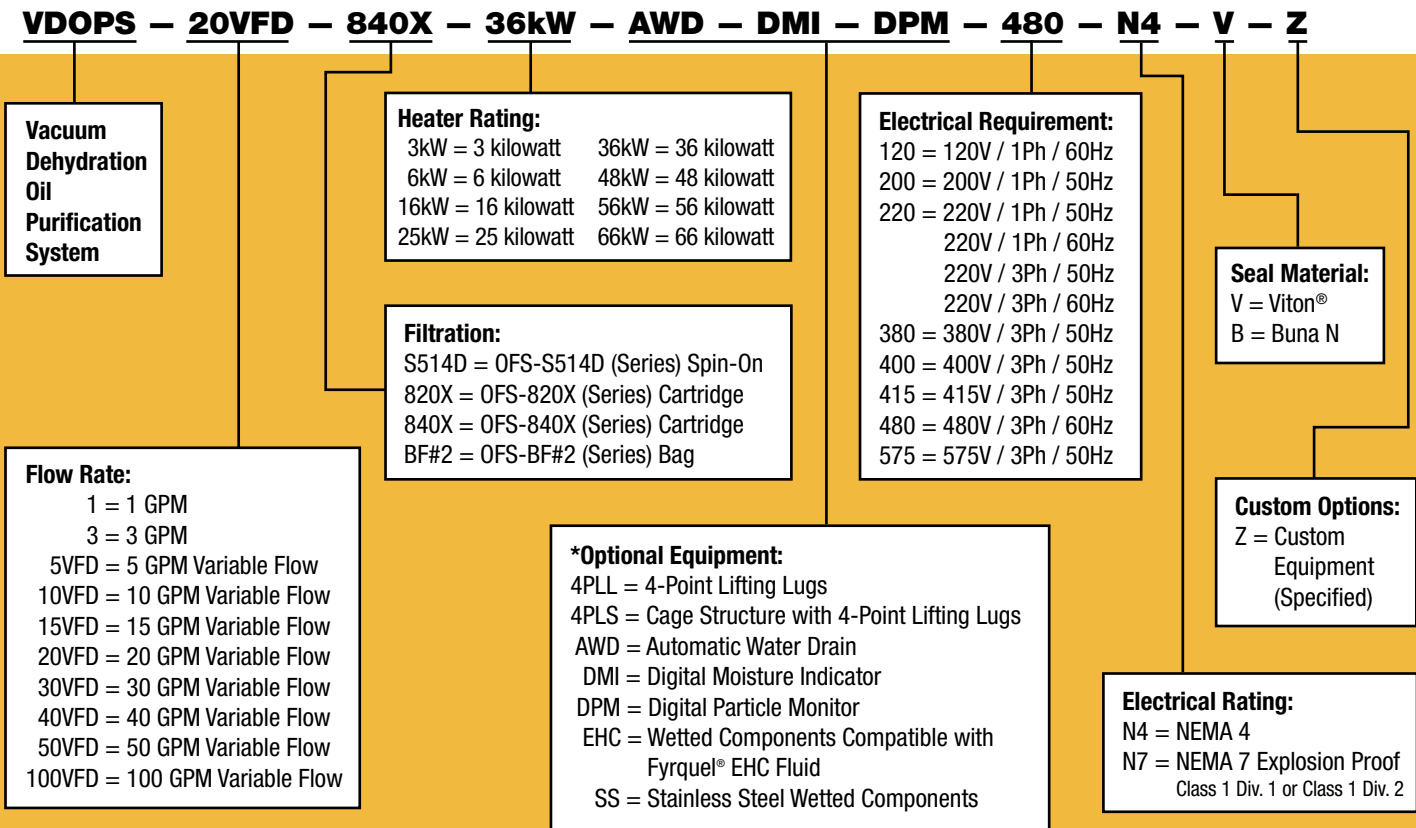 VDOPS — 20VFD — 840X — 36kW — AWD — DMI — DPM — 480 — N4 — V — Z
Vacuum
Dehydration
Oil
Purification
System
Heater Rating:
3kW = 3 kilowatt 36kW = 36 kilowatt
6kW = 6 kilowatt 48kW = 48 kilowatt
16kW = 16 kilowatt 56kW = 56 kilowatt
25kW = 25 kilowatt 66kW = 66 kilowatt
Electrical Requirement:
120 = 120V / 1Ph / 60Hz
200 = 200V / 1Ph / 50Hz
220 = 220V / 1Ph / 50Hz
220V / 1Ph / 60Hz
220V / 3Ph / 50Hz
220V / 3Ph / 60Hz
380 = 380V / 3Ph / 50Hz
400 = 400V / 3Ph / 50Hz
415 = 415V / 3Ph / 50Hz
480 = 480V / 3Ph / 60Hz
575 = 575V / 3Ph / 50Hz
Seal Material:
V = Viton®
B = Buna N
Filtration:
S514D = OFS-S514D (Series) Spin-On
820X = OFS-820X (Series) Cartridge
840X = OFS-840X (Series) Cartridge
BF#2 = OFS-BF#2 (Series) Bag
Flow Rate:
1 = 1 GPM
3 = 3 GPM
5VFD = 5 GPM Variable Flow
10VFD = 10 GPM Variable Flow
15VFD = 15 GPM Variable Flow
20VFD = 20 GPM Variable Flow
30VFD = 30 GPM Variable Flow
40VFD = 40 GPM Variable Flow
50VFD = 50 GPM Variable Flow
100VFD = 100 GPM Variable Flow
*Optional Equipment:
4PLL = 4-Point Lifting Lugs
4PLS = Cage Structure with 4-Point Lifting Lugs
AWD = Automatic Water Drain
DMI = Digital Moisture Indicator
DPM = Digital Particle Monitor
EHC = Wetted Components Compatible with
Fyrquel® EHC Fluid
SS = Stainless Steel Wetted Components
Custom Options:
Z = Custom
Equipment
(Specified)
Electrical Rating:
N4 = NEMA 4
N7 = NEMA 7 Explosion Proof
Class 1 Div. 1 or Class 1 Div. 2